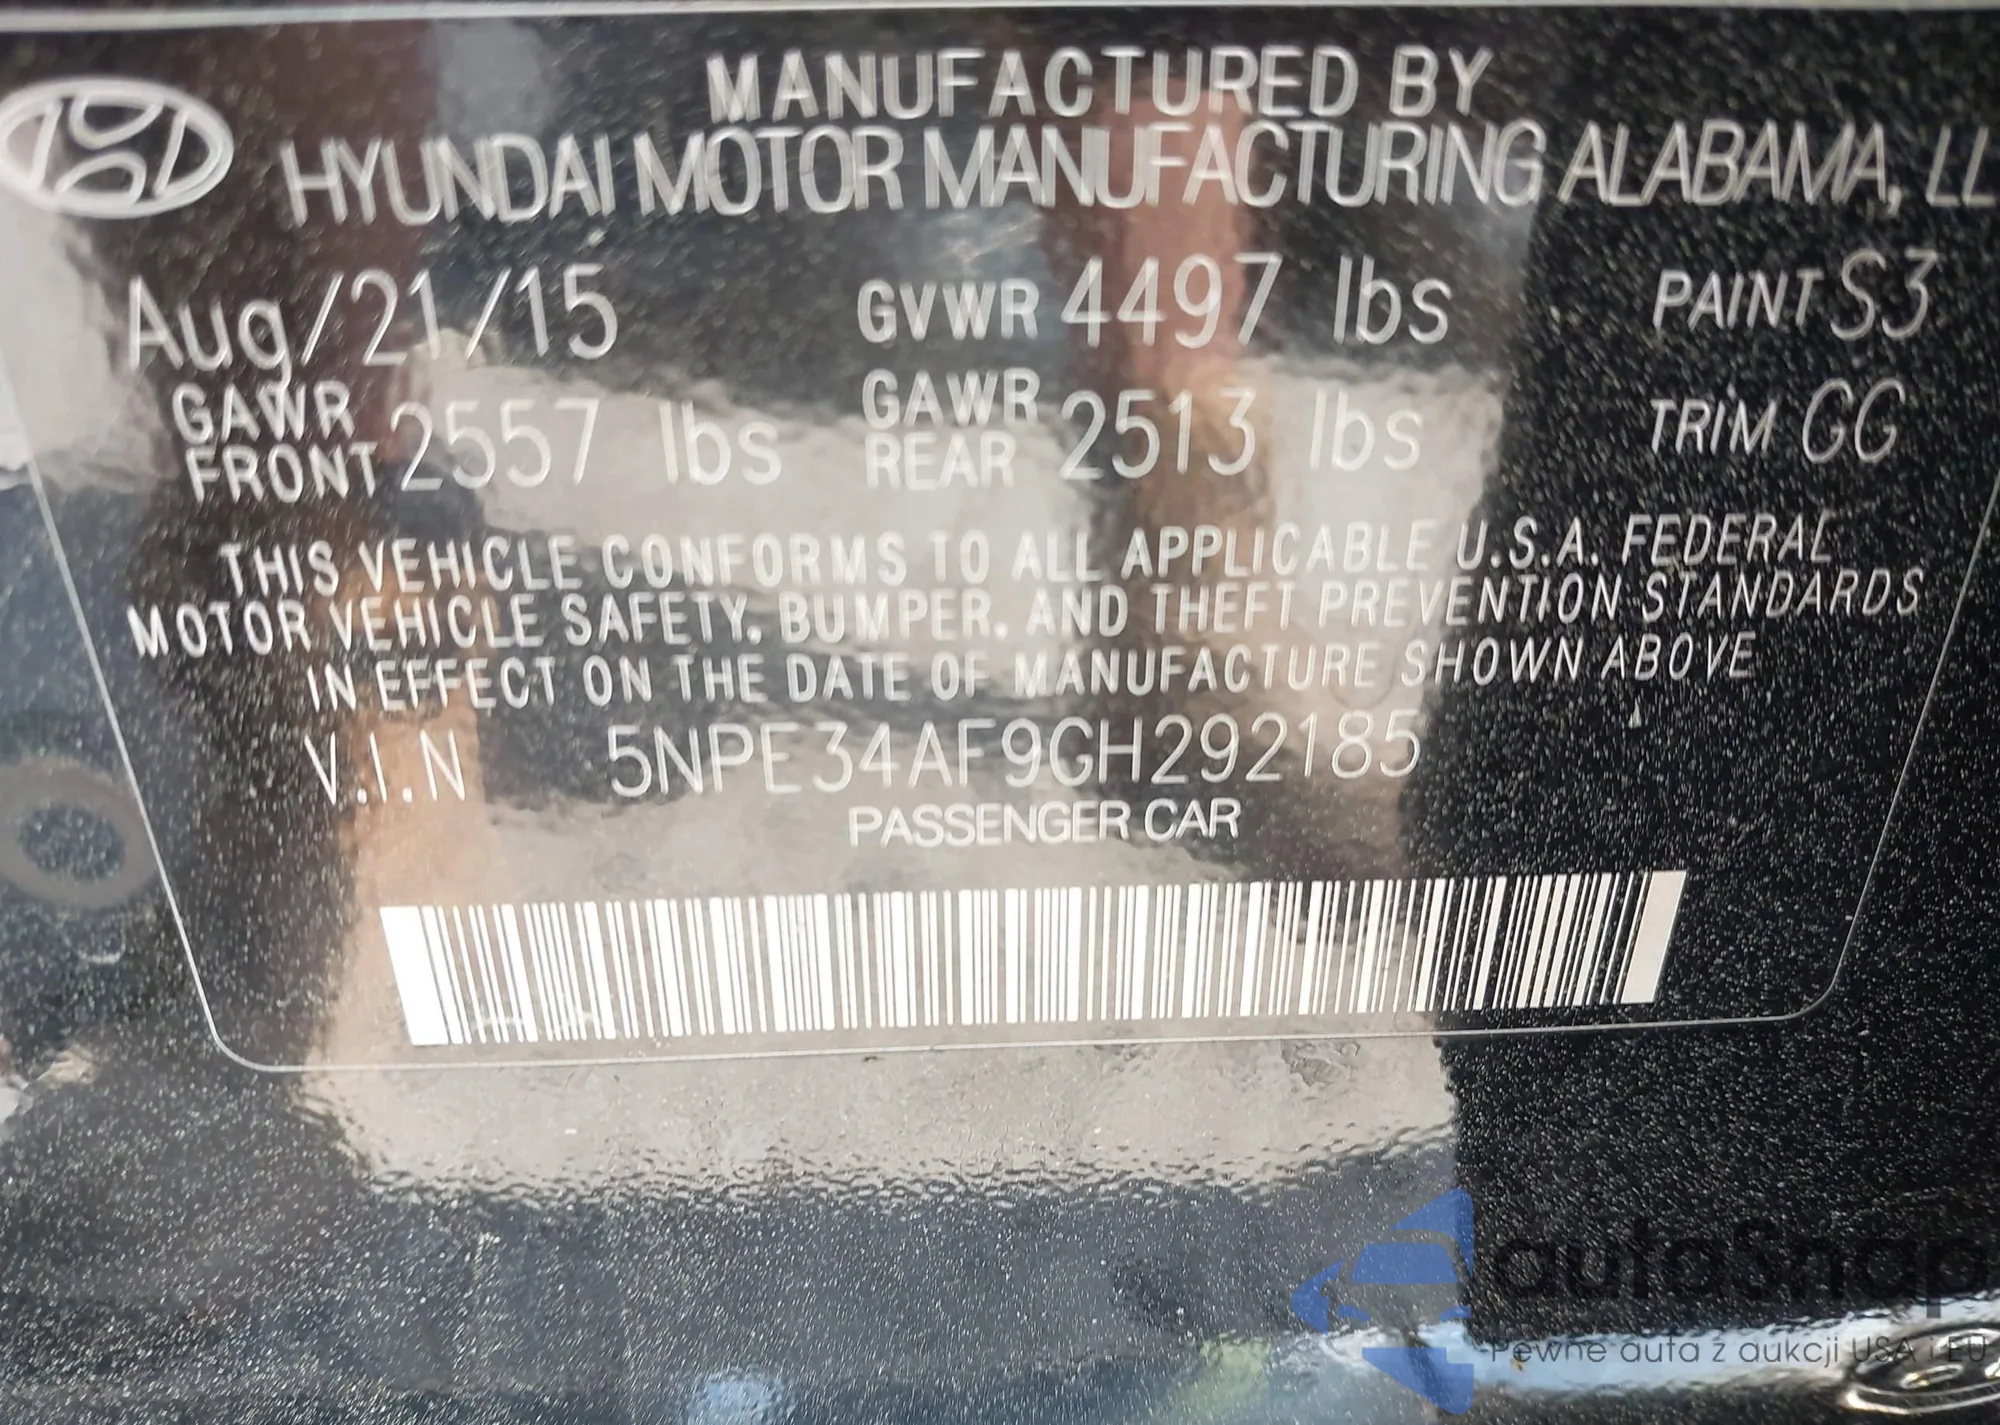 MANUFACTURED BY
HYUNDAI MOTOR MANUFACTURING ALABAMA, LL
Aug/21/15 GVWR 4497 lbs PAINT S3
GAWR FRONT 2557 lbs GAWR REAR 2513 lbs TRIM GG
THIS VEHICLE CONFORMS TO ALL APPLICABLE U.S.A. FEDERAL
MOTOR VEHICLE SAFETY, BUMPER, AND THEFT PREVENTION STANDARDS
IN EFFECT ON THE DATE OF MANUFACTURE SHOWN ABOVE
V.I.N 5NPE34AF9GH292185
PASSENGER CAR
autoSnap
Pewne auta z aukcji USA i EU